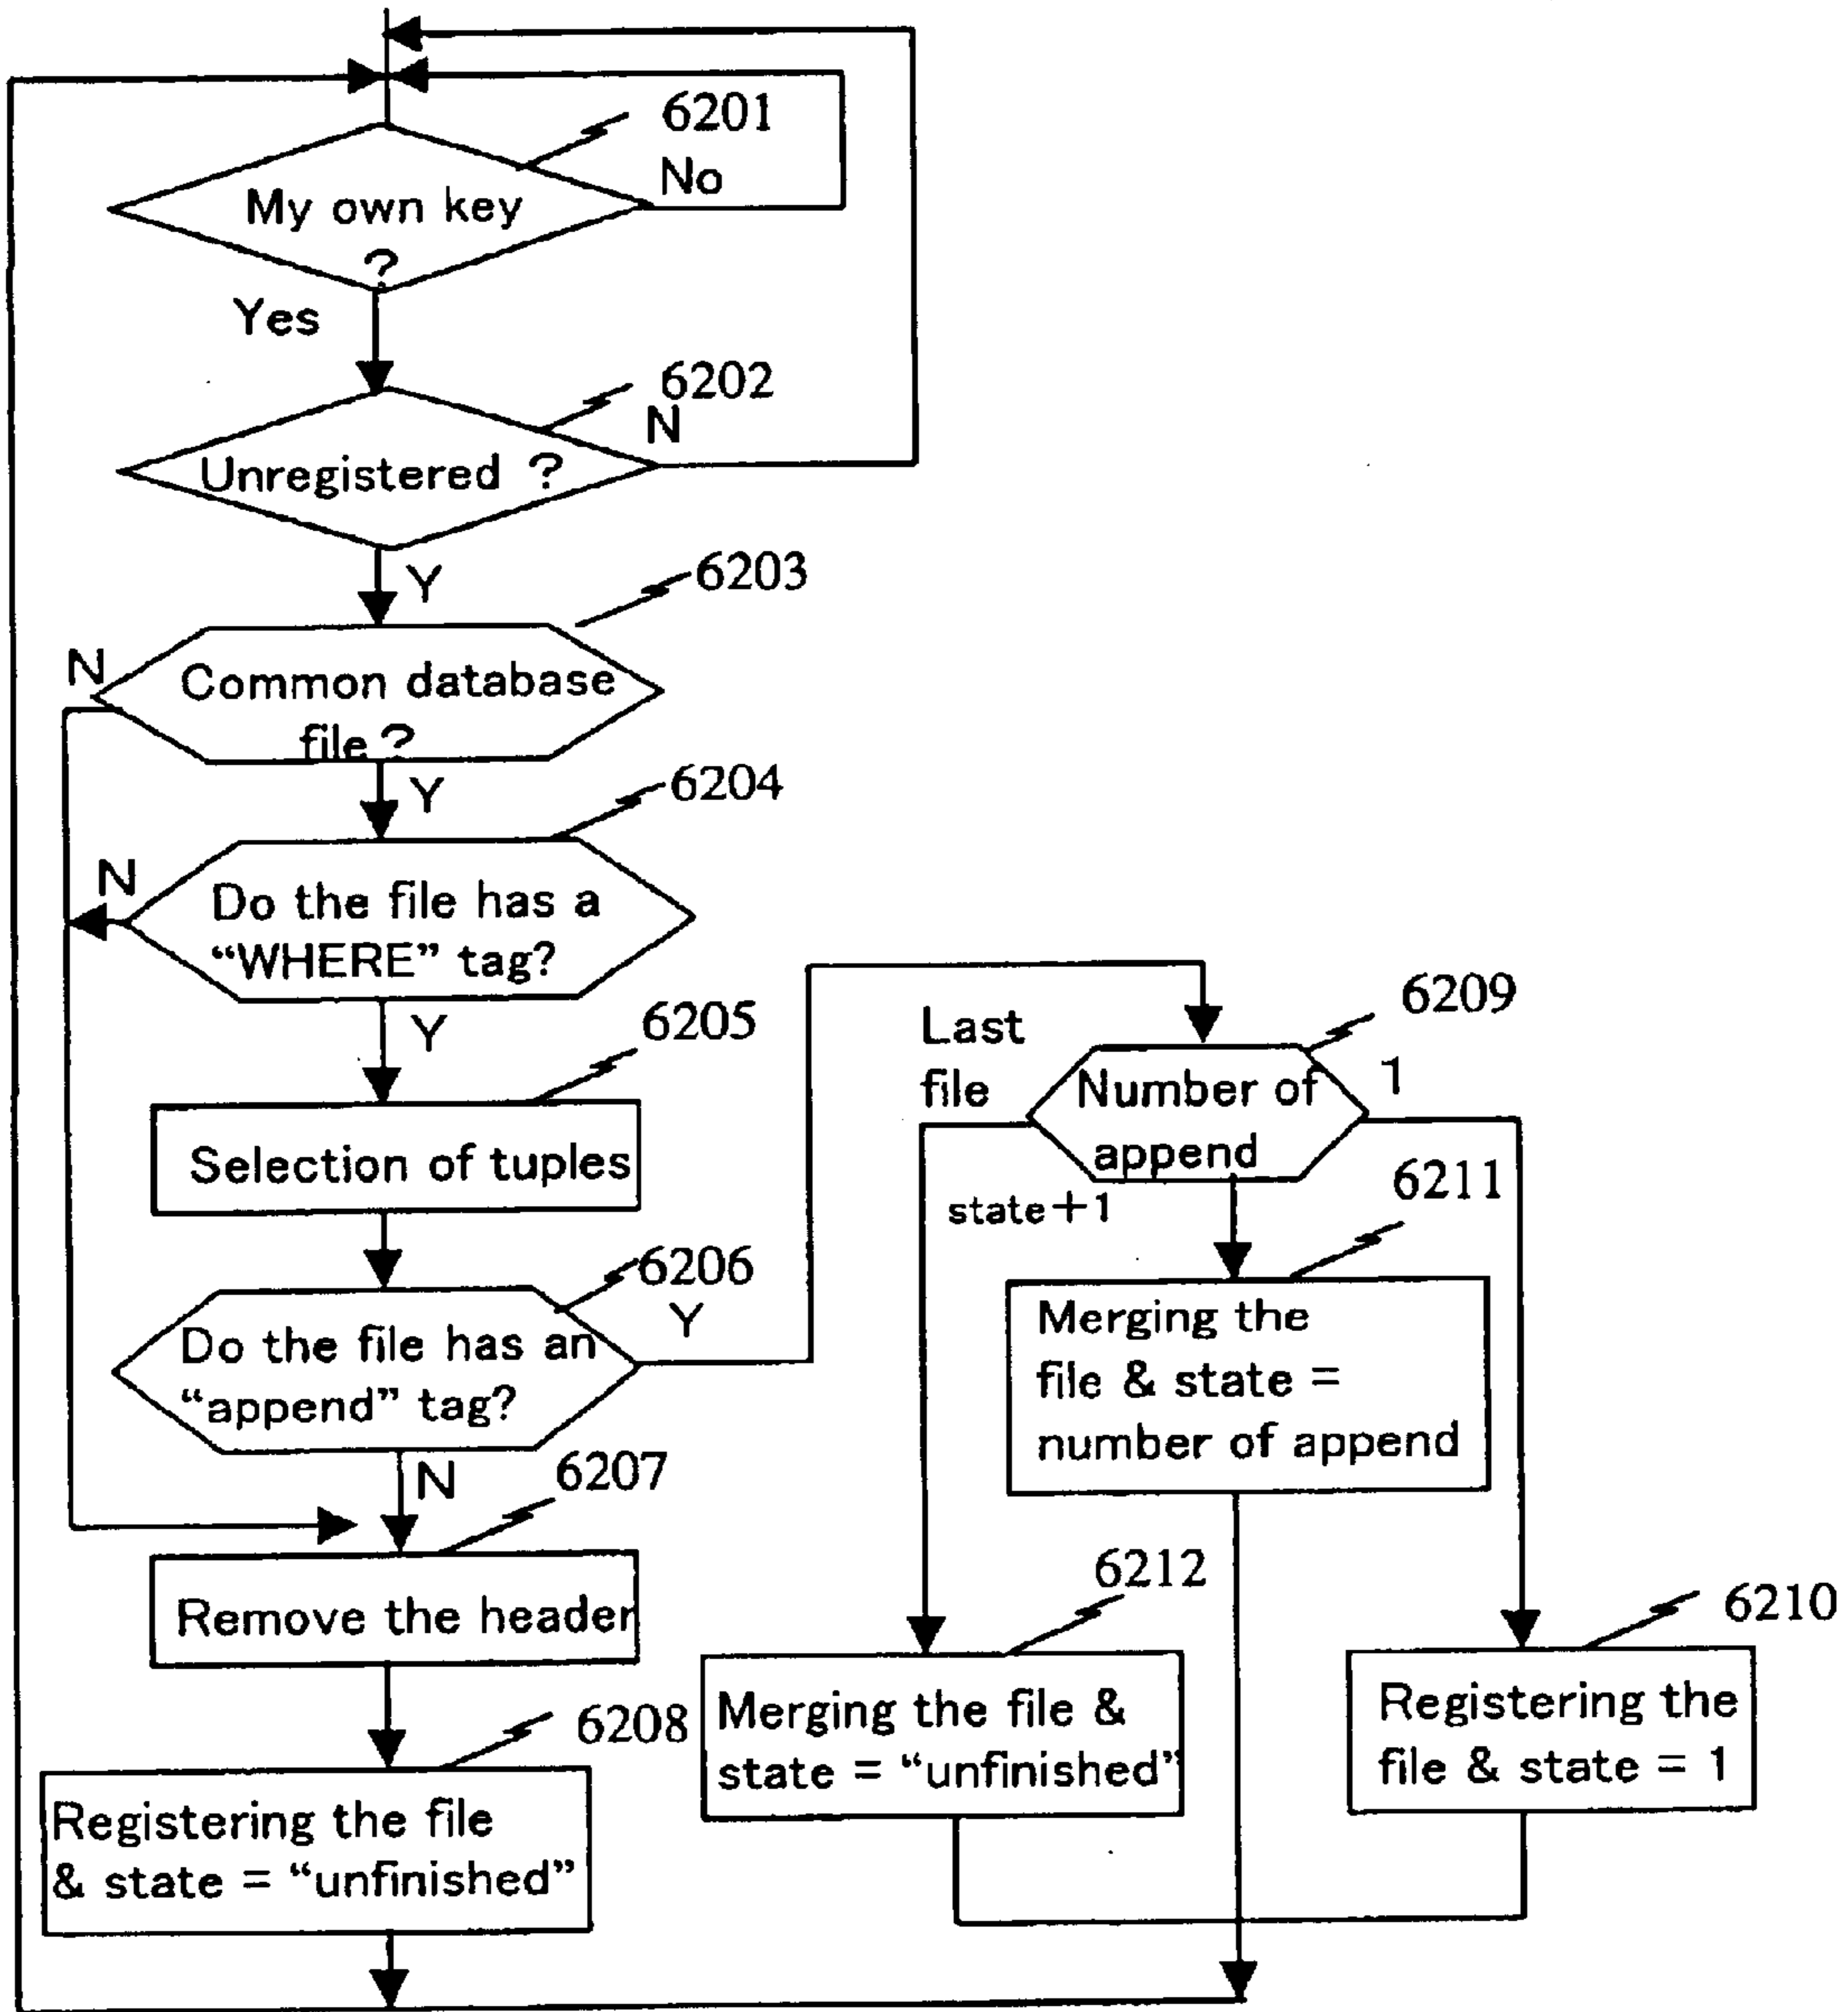 6201
No
My own key
?
Yes
6202
N
Unregistered ?
Y
6203
N
Common database
file ?
Y
6204
N
Do the file has a
“WHERE” tag?
Y
6205
Selection of tuples
6206
Y
Do the file has an
“append” tag?
N
6207
Remove the header
6208
Registering the file
& state = “unfinished”
6209
Last
file
1
Number of
append
state+1
6211
Merging the
file & state =
number of append
6212
Merging the file &
state = “unfinished”
6210
Registering the
file & state = 1